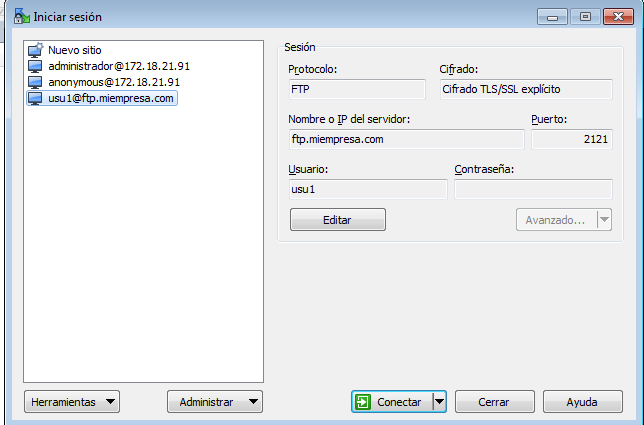 Iniciar sesión
Nuevo sitio
administrador@172.18.21.91
anonymous@172.18.21.91
usu1@ftp.miempresa.com
Sesión
Protocolo:
Cifrado:
FTP
Cifrado TLS/SSL explícito
Nombre o IP del servidor:
Puerto:
ftp.miempresa.com
2121
Usuario:
Contraseña:
usu1
Editar
Avanzado...
Herramientas
Administrar
Conectar
Cerrar
Ayuda